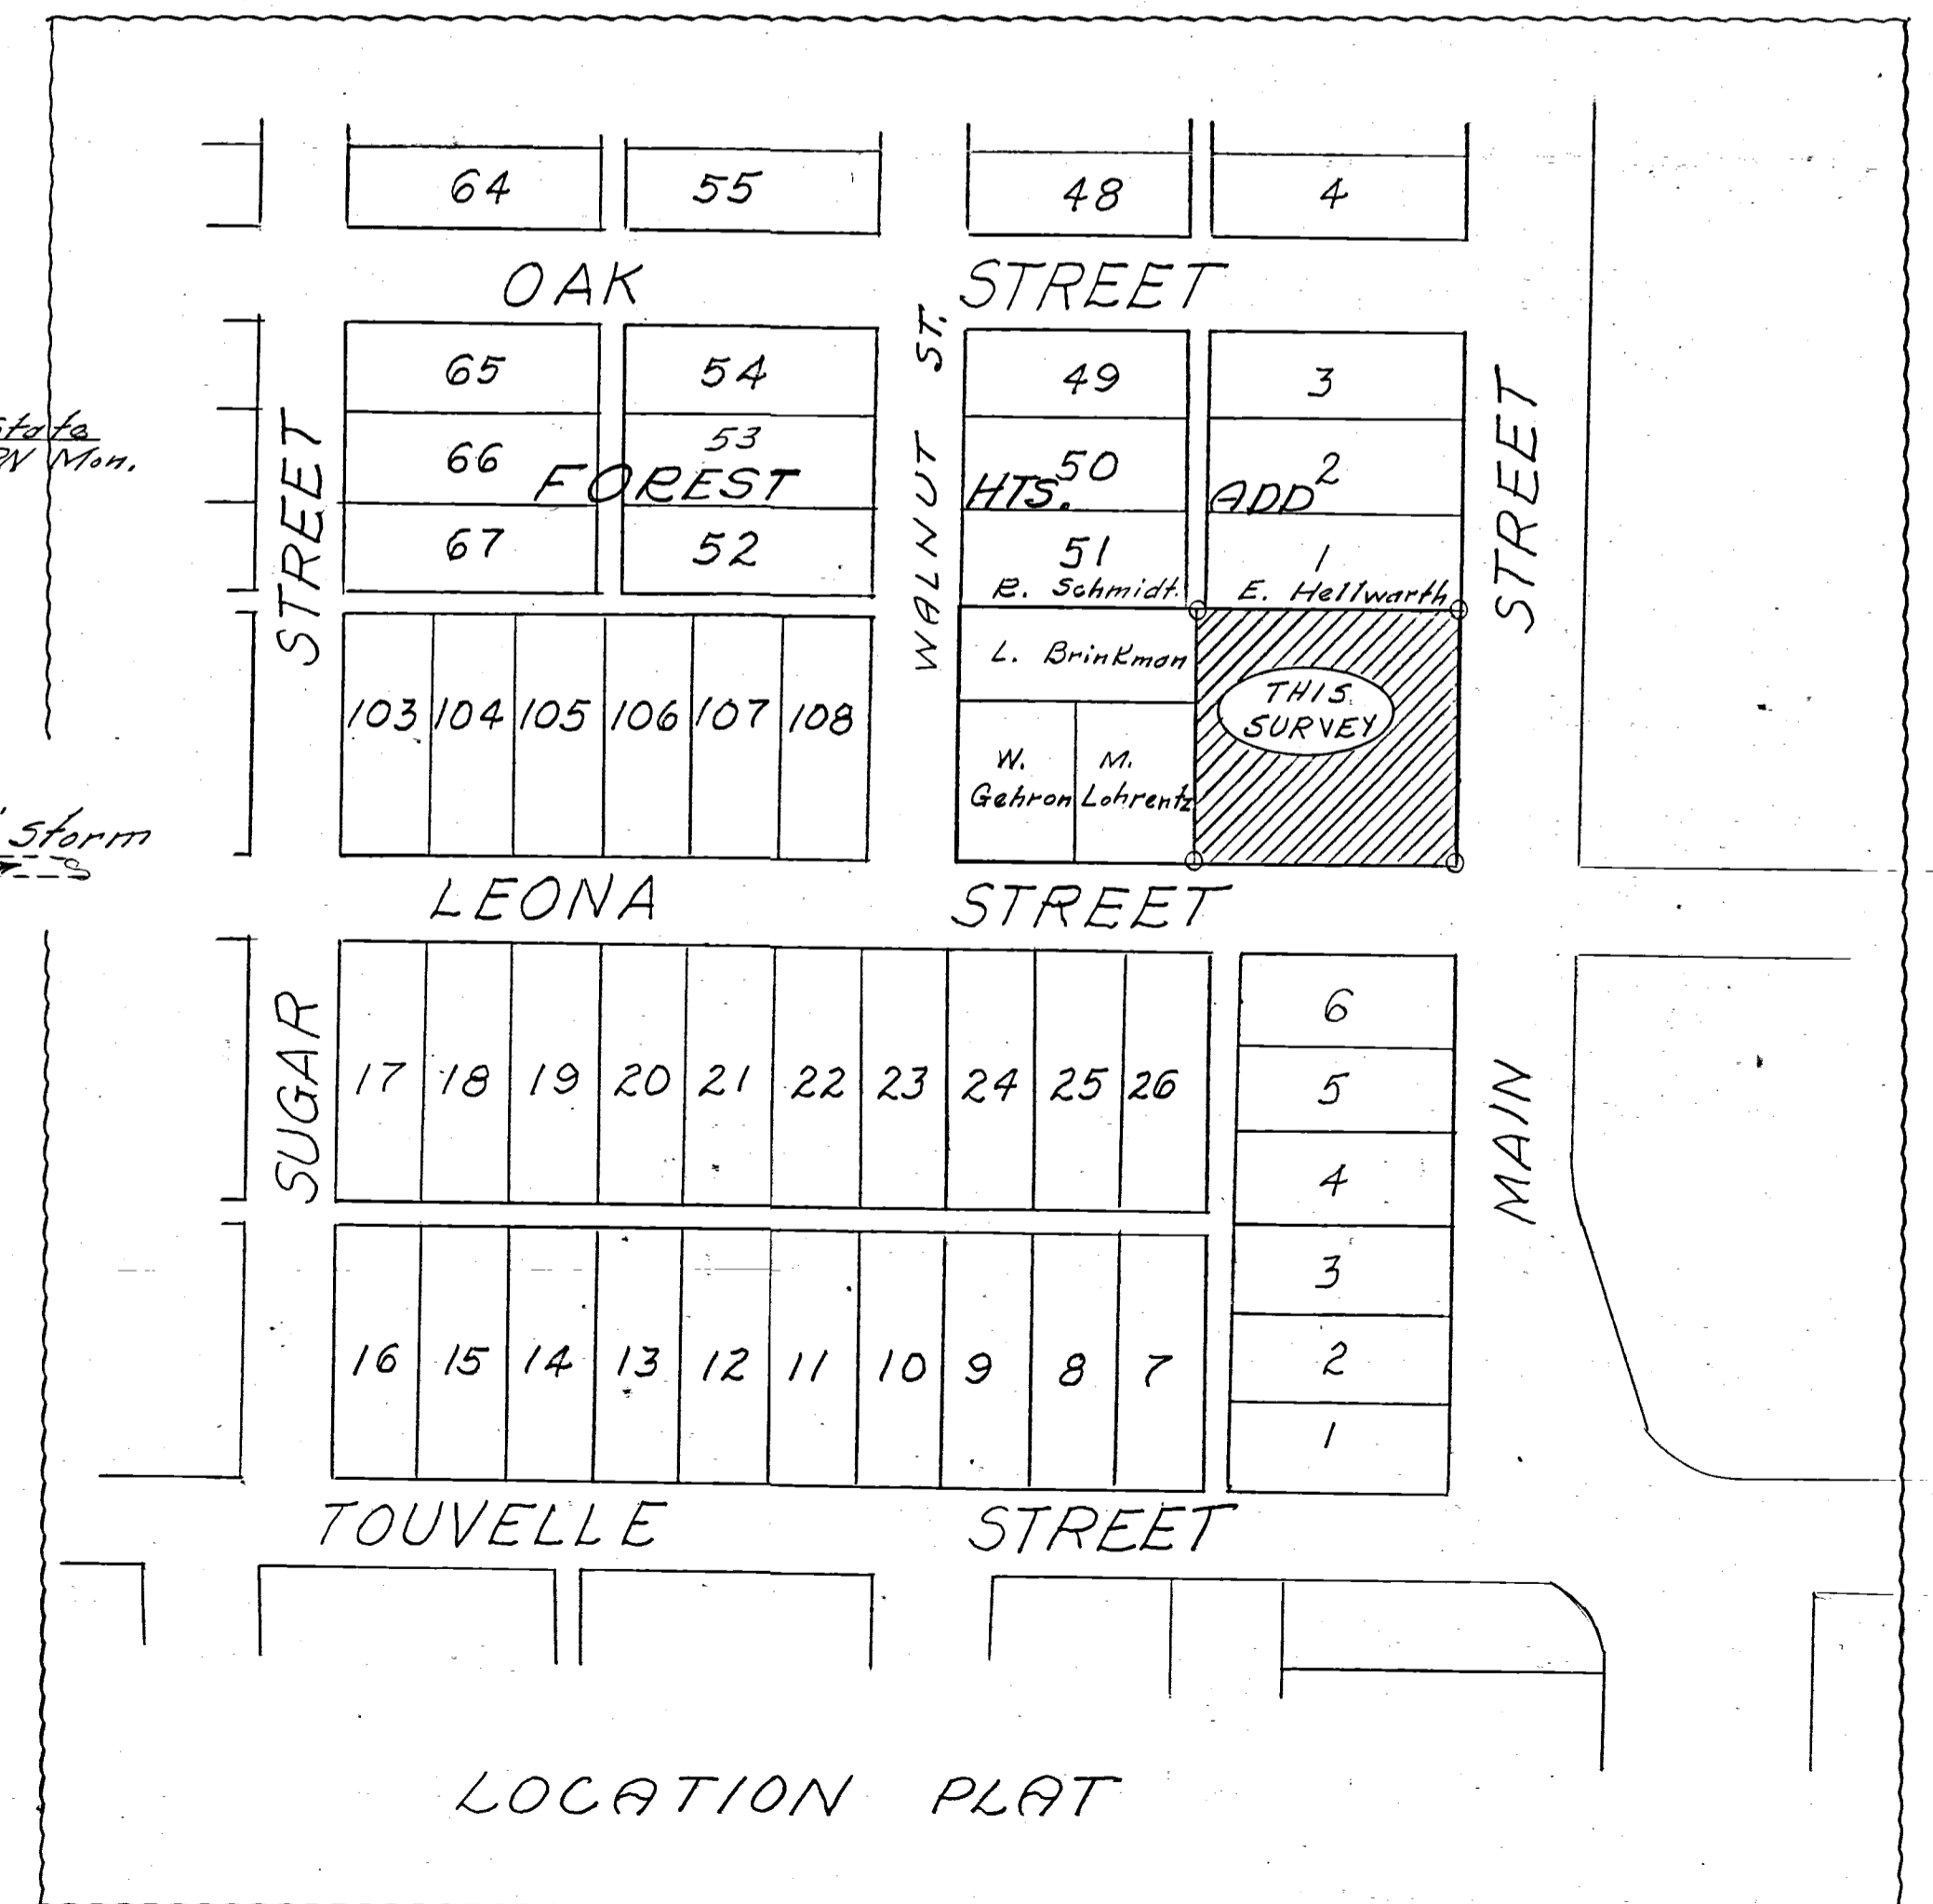 64 55 48 4
OAK STREET
65 54 49 3
66 53 50 2
FOREST HTS. ADD
67 52 51 1
R. Schmidt. E. Hellwarth
STREET
WALNUT ST.
STREET
state
Mon.
L. Brinkman
THIS
SURVEY
103 104 105 106 107 108
W.
Gehron
M.
Lohrentz
storm
LEONA STREET
SUGAR
MAIN
17 18 19 20 21 22 23 24 25 26
6
5
4
3
2
1
16 15 14 13 12 11 10 9 8 7
TOUVELLE STREET
LOCATION PLAT